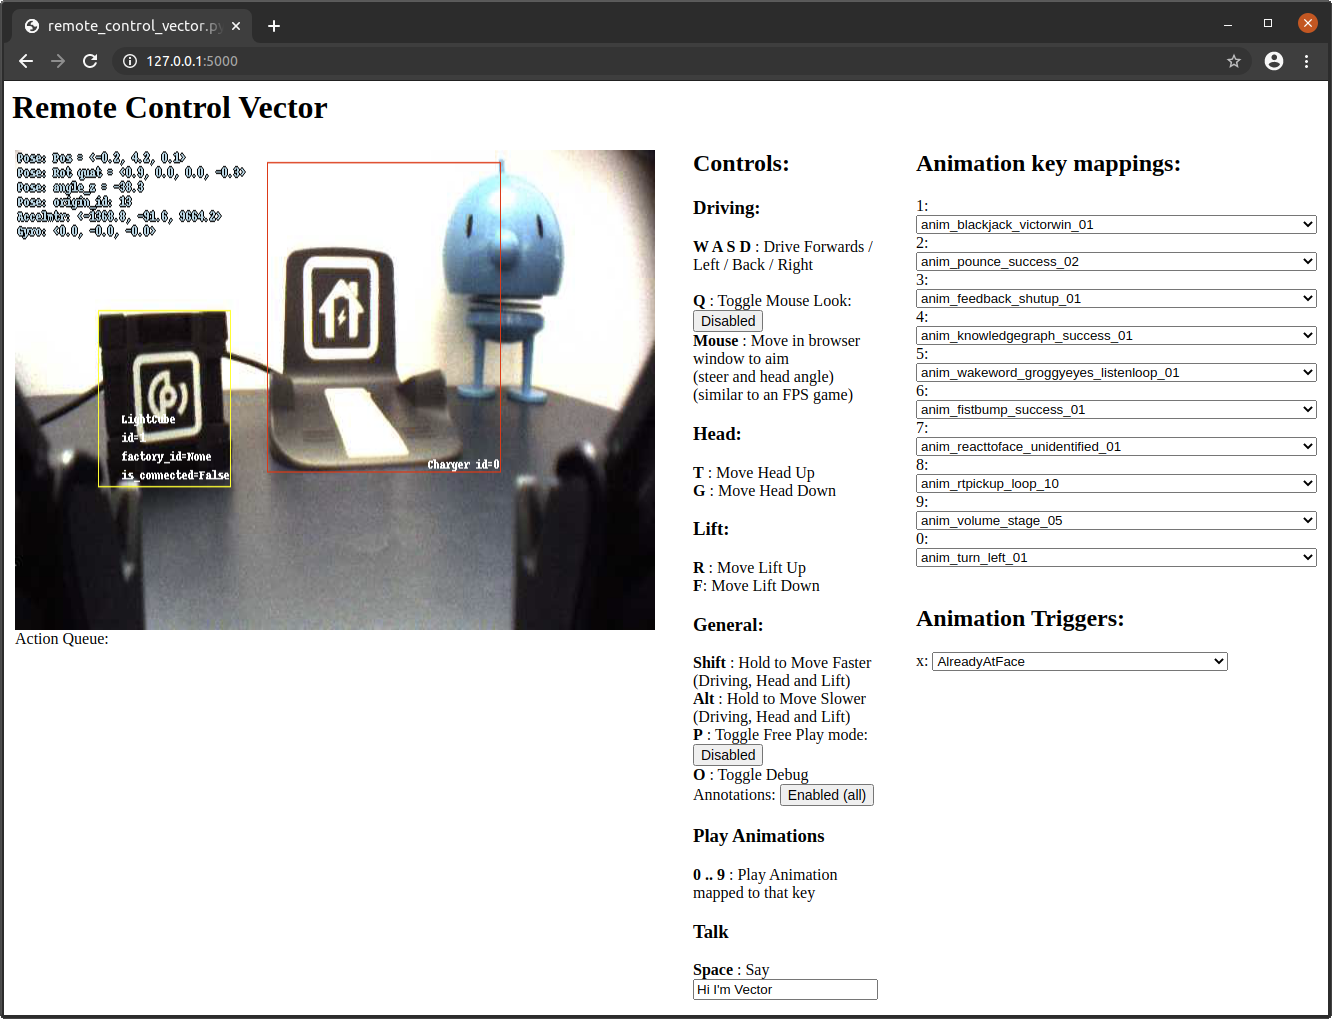 remote_control_vector.py
127.0.0.1:5000
Remote Control Vector
Pose: Pos = <-0.2, 4.2, 0.1>
Pose: Rot quat = <0.9, 0.0, 0.0, -0.3>
Pose: angle_z = -38.3
Pose: origin_id: 13
Accelmtr: <-1368.8, -91.6, 9664.2>
Gyro: <0.0, -0.0, -0.0>
LightCube
id=1
factory_id=None
is_connected=False
Charger id=0
Action Queue:
Controls:
Driving:
W A S D : Drive Forwards /
Left / Back / Right
Q : Toggle Mouse Look:
Disabled
Mouse : Move in browser
window to aim
(steer and head angle)
(similar to an FPS game)
Head:
T : Move Head Up
G : Move Head Down
Lift:
R : Move Lift Up
F: Move Lift Down
General:
Shift : Hold to Move Faster
(Driving, Head and Lift)
Alt : Hold to Move Slower
(Driving, Head and Lift)
P : Toggle Free Play mode:
Disabled
O : Toggle Debug
Annotations: Enabled (all)
Play Animations
0 .. 9 : Play Animation
mapped to that key
Talk
Space : Say
Hi I'm Vector
Animation key mappings:
1:
anim_blackjack_victorwin_01
2:
anim_pounce_success_02
3:
anim_feedback_shutup_01
4:
anim_knowledgegraph_success_01
5:
anim_wakeword_groggyeyes_listenloop_01
6:
anim_fistbump_success_01
7:
anim_reacttoface_unidentified_01
8:
anim_rtpickup_loop_10
9:
anim_volume_stage_05
0:
anim_turn_left_01
Animation Triggers:
x: AlreadyAtFace